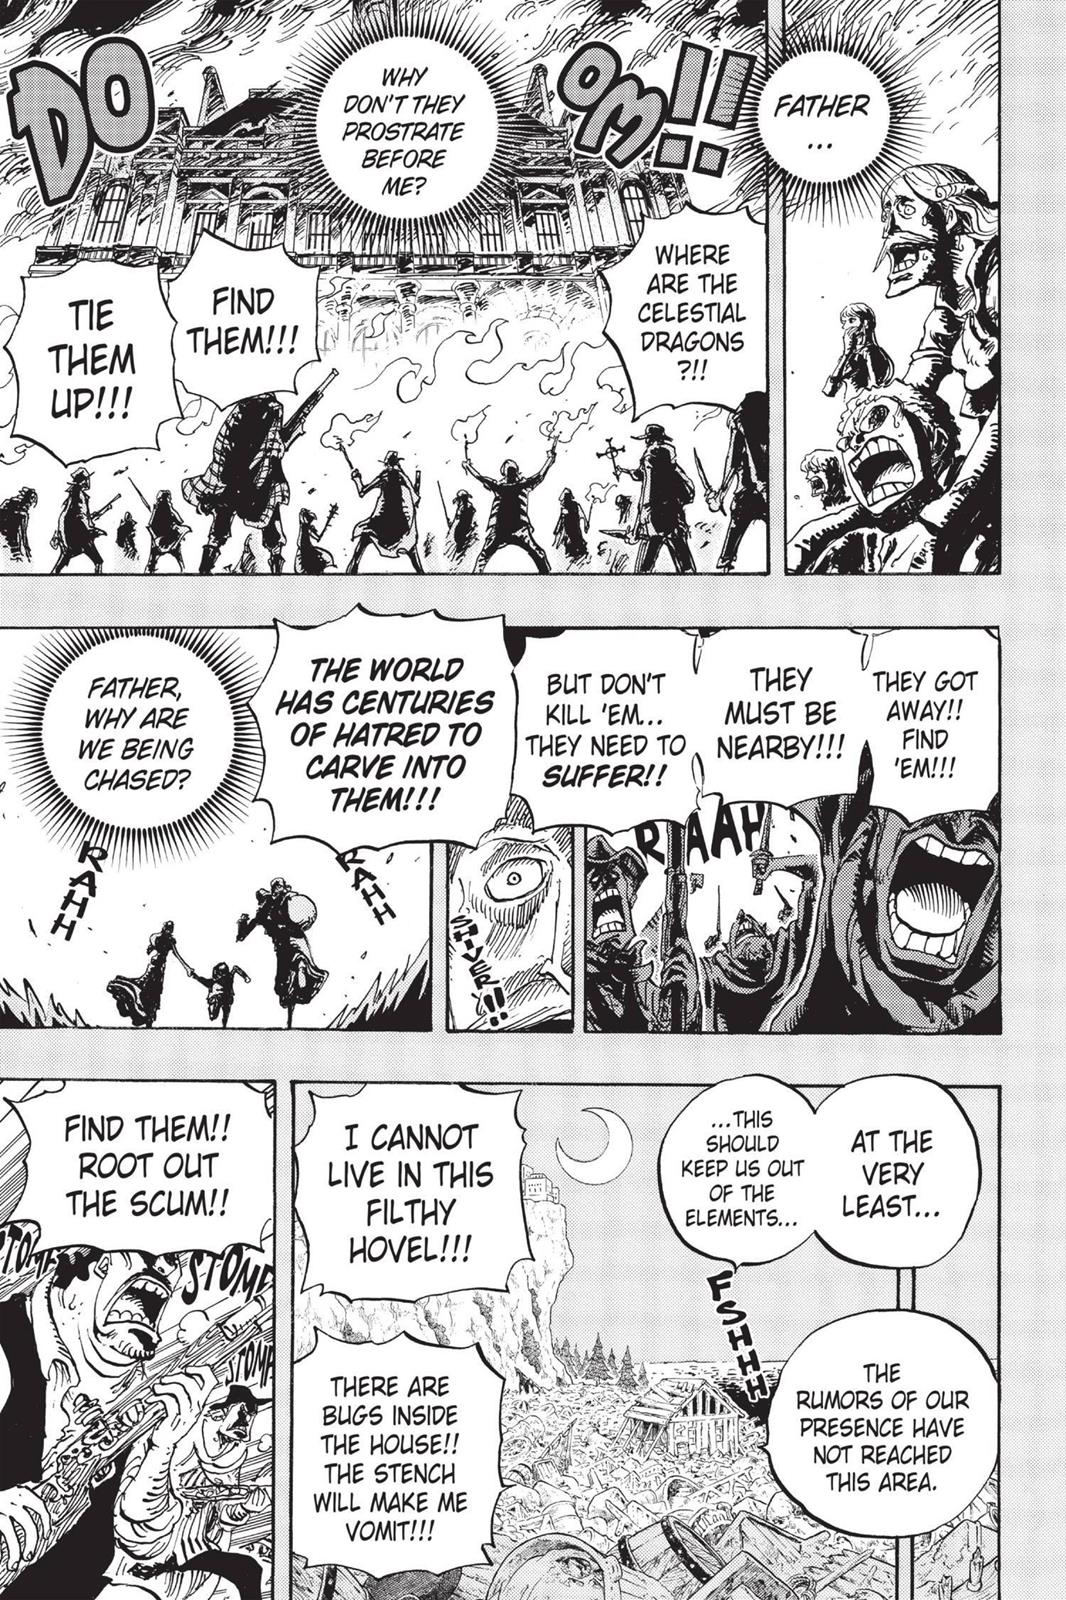 FATHER
...
DO
OM!!
WHY
DON'T THEY
PROSTRATE
BEFORE
ME?
WHERE
ARE THE
CELESTIAL
DRAGONS
?!!
FIND
THEM!!!
TIE
THEM
UP!!!
THEY GOT
AWAY!!
FIND
'EM!!!
THEY
MUST BE
NEARBY!!!
BUT DON'T
KILL 'EM...
THEY NEED TO
SUFFER!!
RAAAH
SHIVER!!
THE WORLD
HAS CENTURIES
OF HATRED TO
CARVE INTO
THEM!!!
FATHER,
WHY ARE
WE BEING
CHASED?
RAHH
RAHH
AT THE
VERY
LEAST...
...THIS
SHOULD
KEEP US OUT
OF THE
ELEMENTS...
FSHHH
THE
RUMORS OF OUR
PRESENCE HAVE
NOT REACHED
THIS AREA.
I CANNOT
LIVE IN THIS
FILTHY
HOVEL!!!
THERE ARE
BUGS INSIDE
THE HOUSE!!
THE STENCH
WILL MAKE ME
VOMIT!!!
FIND THEM!!
ROOT OUT
THE SCUM!!
STOMP
STOMP
STOMP